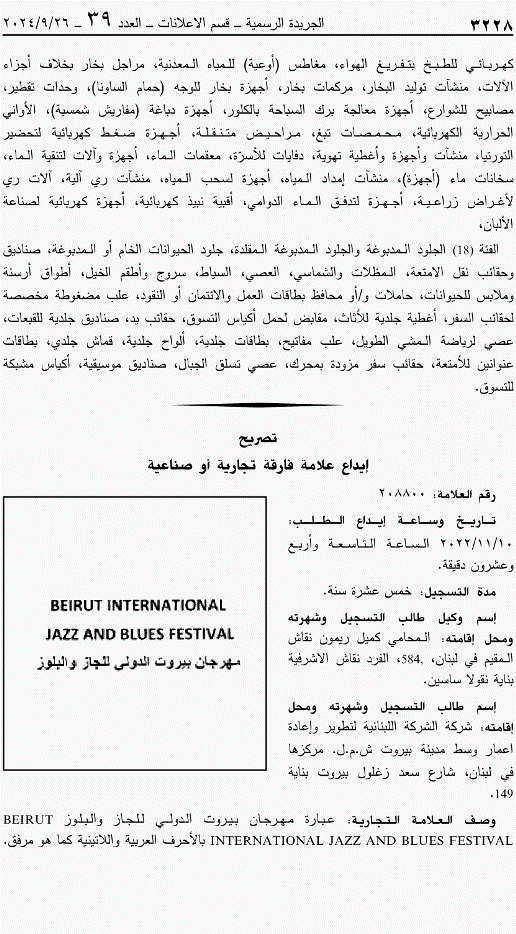 ٣٢٢٨ الجريدة الرسمية ـ قسم الاعلانات ـ العدد ٣٩ ـ ٢٠٢٤/٩/٢٦
كهربائي للطبخ بتفريغ الهواء، مغاطس (أوعية) للمياه المعدنية، مراجل بخار بخلاف أجزاء
الآلات، منشآت توليد البخار، مركمات بخار، أجهزة بخار للوجه (حمام الساونا)، وحدات تقطير،
مصابيح للشوارع، أجهزة معالجة برك السباحة بالكلور، أجهزة دباغة (مفاريش شمسية)، الأواني
الحرارية الكهربائية، محمصات تبغ، مراحيض متنقلة، أجهزة ضغط كهربائية لتحضير
التورتيا، منشآت وأجهزة وأغطية تهوية، دفايات للأسرّة، معقمات الماء، أجهزة وآلات لتنقية الماء،
سخانات ماء (أجهزة)، منشآت إمداد المياه، أجهزة لسحب المياه، منشآت ري آلية، آلات ري
لأغراض زراعية، أجهزة لتدفق الماء الدوامي، أقبية نبيذ كهربائية، أجهزة كهربائية لصناعة
الألبان،
الفئة (18) الجلود المدبوغة والجلود المدبوغة المقلدة، جلود الحيوانات الخام أو المدبوغة، صناديق
وحقائب نقل الامتعة، المظلات والشماسي، العصي، السياط، سروج وأطقم الخيل، أطواق أرسنة
وملابس للحيوانات، حاملات و/أو محافظ بطاقات العمل والائتمان أو النقود، علب مضغوطة مخصصة
لحقائب السفر، أغطية جلدية للأثاث، مقابض لحمل أكياس التسوق، حقائب يد، صناديق جلدية للقبعات،
عصي لرياضة المشي الطويل، علب مفاتيح، بطاقات جلدية، ألواح جلدية، قماش جلدي، بطاقات
عنوانين للأمتعة، حقائب سفر مزودة بمحرك، عصي تسلق الجبال، صناديق موسيقية، أكياس مشبكة
للتسوق.
تصريح
إيداع علامة فارقة تجارية أو صناعية
رقم العلامة: ٢٠٨٨٠٠
تاريخ وساعة إيداع الطلب:
٢٠٢٢/١١/١٠ الساعة التاسعة وأربع
وعشرون دقيقة.
مدة التسجيل: خمس عشرة سنة.
إسم وكيل طالب التسجيل وشهرته
ومحل إقامته: المحامي كميل ريمون نقاش
المقيم في لبنان، ,584، الفرد نقاش الاشرفية
بناية نقولا ساسين.
إسم طالب التسجيل وشهرته ومحل
إقامته: شركة الشركة اللبنانية لتطوير وإعادة
اعمار وسط مدينة بيروت ش.م.ل. مركزها
في لبنان، شارع سعد زغلول بيروت بناية
149.
BEIRUT INTERNATIONAL
JAZZ AND BLUES FESTIVAL
مهرجان بيروت الدولي للجاز والبلوز
وصف العلامة التجارية: عبارة مهرجان بيروت الدولي للجاز والبلوز BEIRUT
INTERNATIONAL JAZZ AND BLUES FESTIVAL بالأحرف العربية واللاتينية كما هو مرفق.